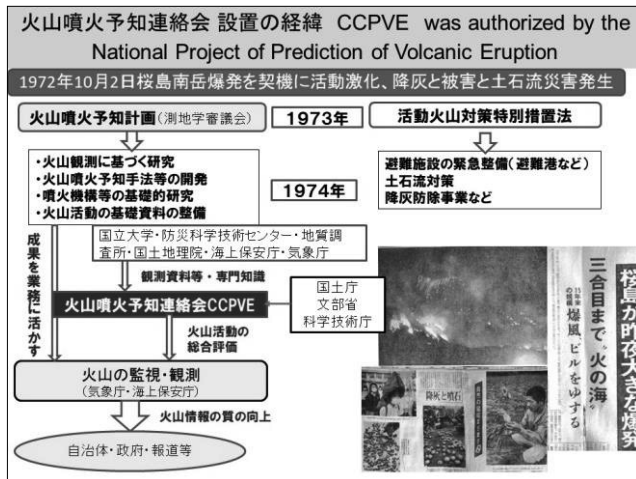 火山噴火予知連絡会 設置の経緯 CCPVE was authorized by the
National Project of Prediction of Volcanic Eruption
1972年10月2日桜島南岳爆発を契機に活動激化、降灰と被害と土石流災害発生
火山噴火予知計画(測地学審議会)
1973年
活動火山対策特別措置法
・火山観測に基づく研究
・火山噴火予知手法等の開発
・噴火機構等の基礎的研究
・火山活動の基礎資料の整備
1974年
避難施設の緊急整備(避難港など)
土石流対策
降灰防除事業など
成果を業務に活かす
国立大学・防災科学技術センター・地質調
査所・国土地理院・海上保安庁・気象庁
観測資料等・専門知識
火山噴火予知連絡会CCPVE
国土庁
文部省
科学技術庁
火山活動の
総合評価
火山の監視・観測
(気象庁・海上保安庁)
火山情報の質の向上
自治体・政府・報道等
桜島が昨夜大きな爆発
三合目まで“火の海”
爆風、ビルをゆする
降灰と噴石